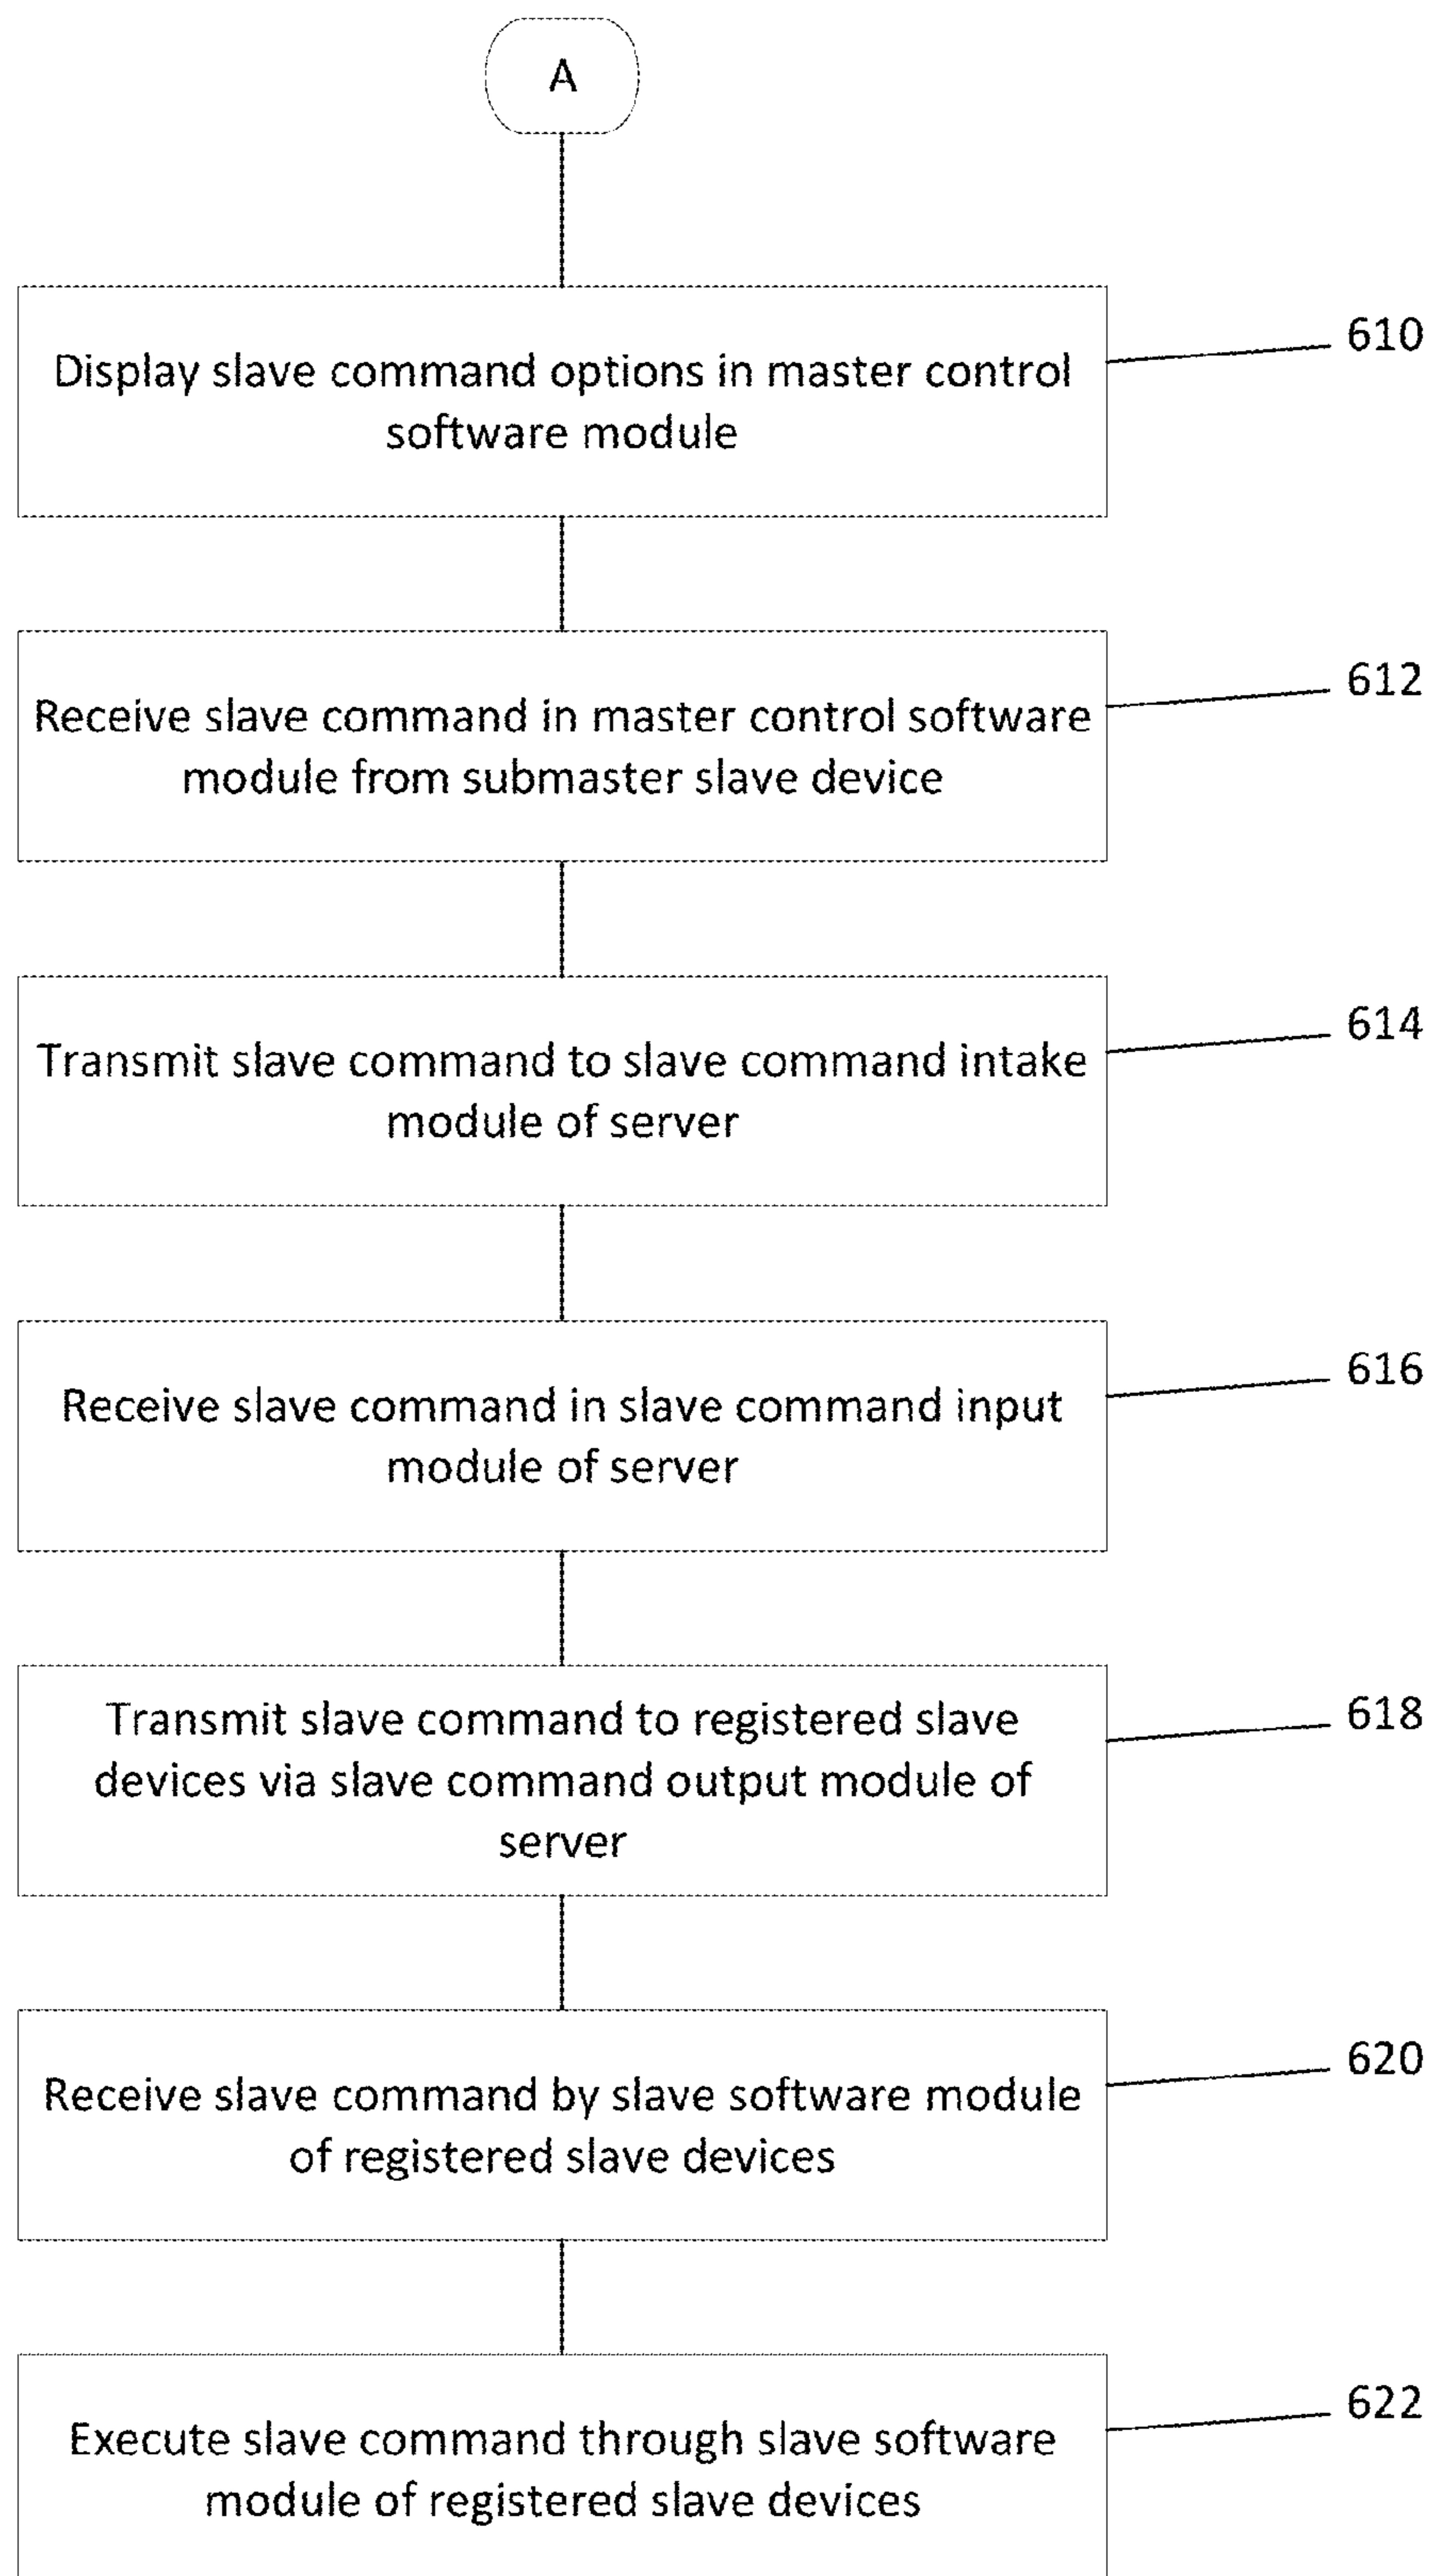 A
Display slave command options in master control
software module
610
Receive slave command in master control software
module from submaster slave device
612
Transmit slave command to slave command intake
module of server
614
Receive slave command in slave command input
module of server
616
Transmit slave command to registered slave
devices via slave command output module of
server
618
Receive slave command by slave software module
of registered slave devices
620
Execute slave command through slave software
module of registered slave devices
622